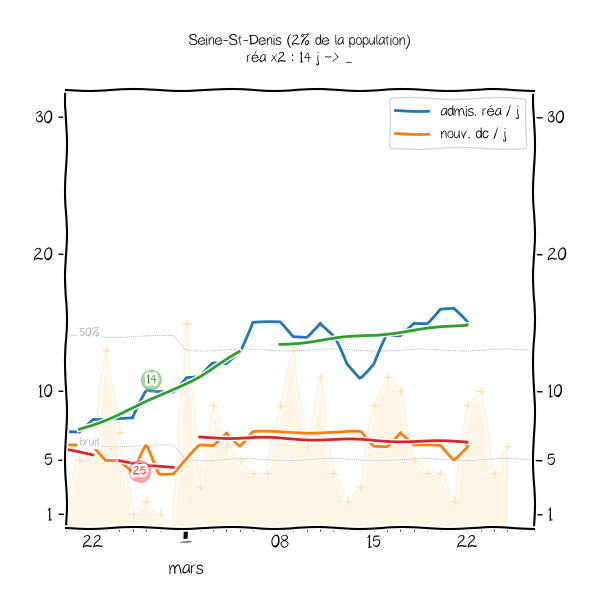 Seine-St-Denis (2% de la population)
réa x2 : 14 j -> _
admis. réa / j
nouv. dc / j
30 30
20 20
50%
14
10 10
bruit
25
5 5
1 1
22 1 08 15 22
mars